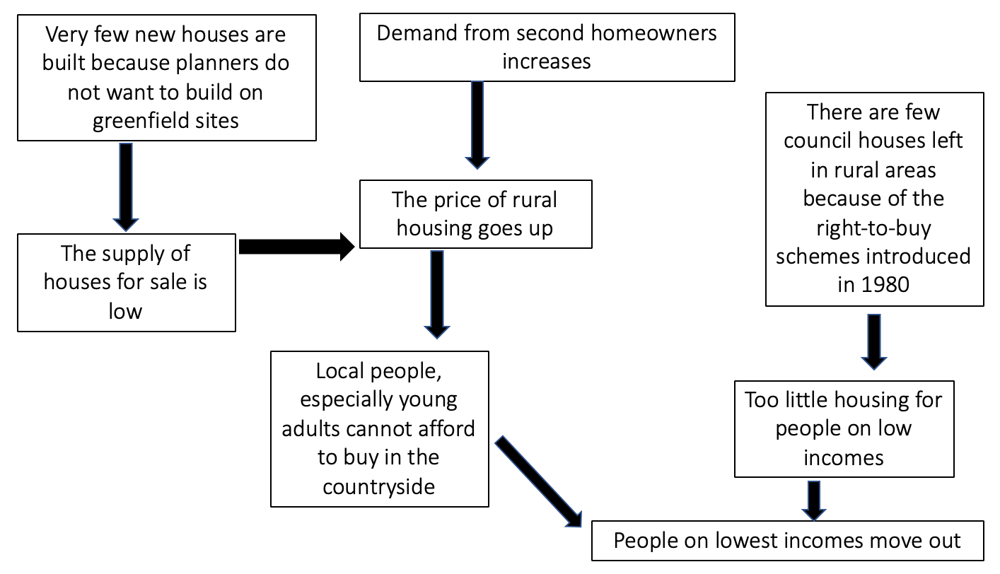 Very few new houses are
built because planners do
not want to build on
greenfield sites
Demand from second homeowners
increases
There are few
council houses left
in rural areas
because of the
right-to-buy
schemes introduced
in 1980
The price of rural
housing goes up
The supply of
houses for sale is
low
Local people,
especially young
adults cannot afford
to buy in the
countryside
Too little housing for
people on low
incomes
People on lowest incomes move out